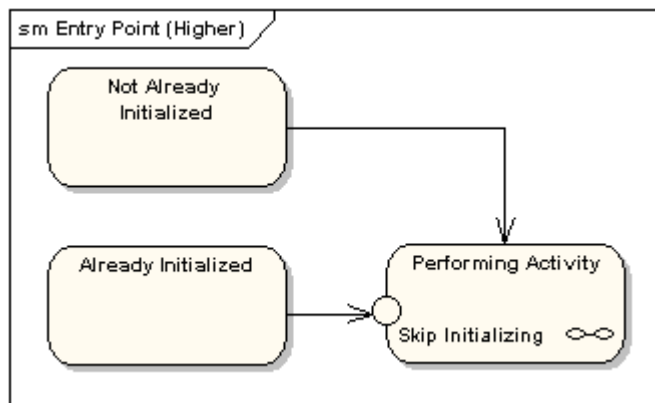 sm Entry Point (Higher)
Not Already
Initialized
Already Initialized
Performing Activity
Skip Initializing